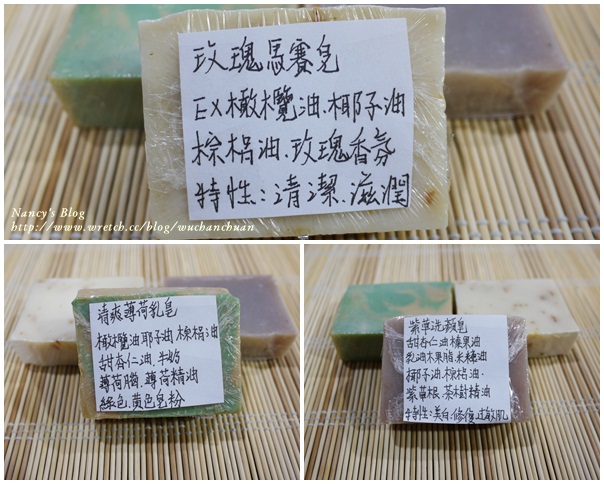 玫瑰馬賽皂
EX橄欖油.椰子油
棕梠油.玫瑰香氛
特性:清潔.滋潤
Nancy's Blog
http://www.wretch.cc/blog/wuchanchuan
清爽薄荷乳皂
橄欖油椰子油棕梠油
甜杏仁油.牛奶
薄荷腦.薄荷精油
綠色.黃色皂粉
紫草洗顏皂
甜杏仁油榛果油
乳油木果脂.米糠油
椰子油.棕梠油.
紫草根.茶樹精油
特性:美白.修復.过敏肌